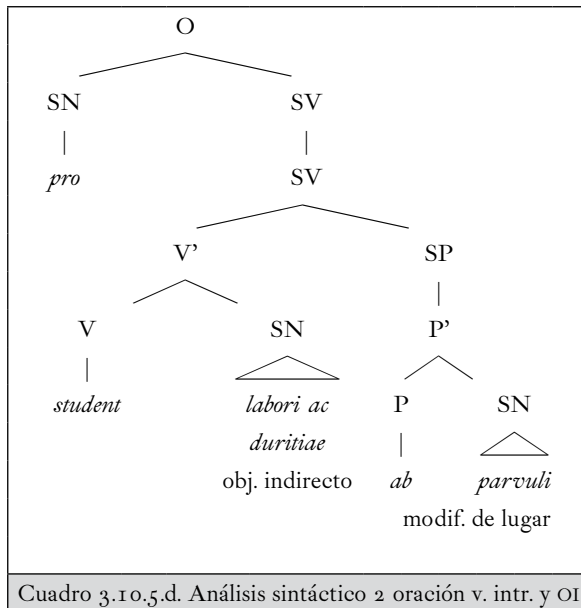 O
SN SV
pro SV
V’ SP
V SN P’
student labori ac P SN
duritiae ab parvuli
obj. indirecto modif. de lugar
Cuadro 3.10.5.d. Análisis sintáctico 2 oración v. intr. y OI